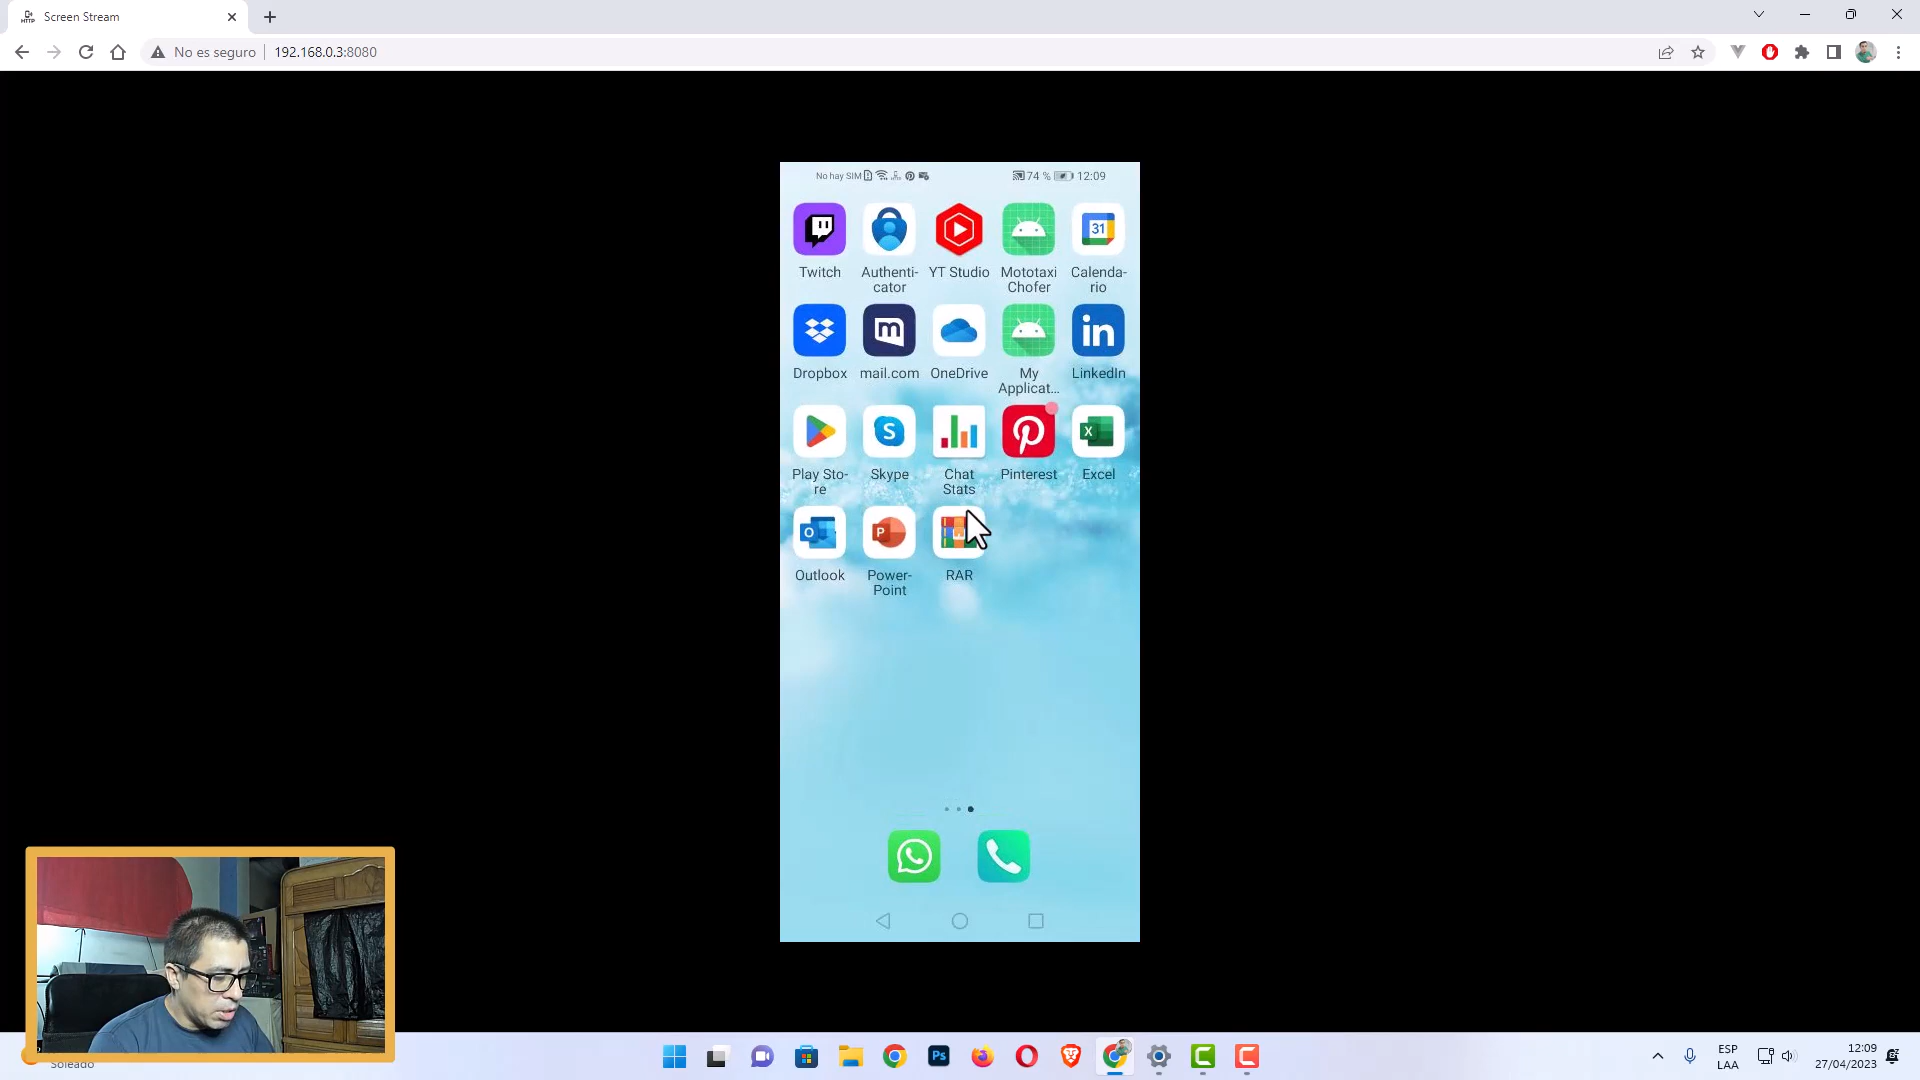 Screen Stream
No es seguro
192.168.0.3:8080
No hay SIM
74 %
12:09
Twitch
Authenti-
cator
YT Studio
Mototaxi
Chofer
31
Calenda-
rio
Dropbox
m
mail.com
OneDrive
My
Applicat...
in
LinkedIn
Play Sto-
re
S
Skype
Chat
Stats
Pinterest
X
Excel
O
Outlook
P
Power-
Point
RAR
Soleado
Ps
ESP
LAA
12:09
27/04/2023